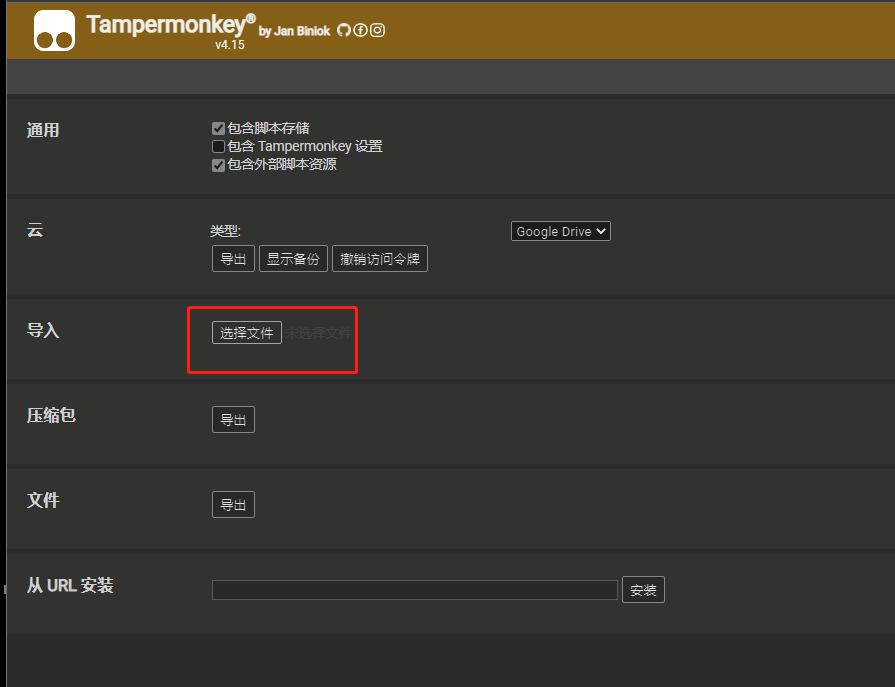 Tampermonkey® by Jan Biniok
v4.15
通用
包含脚本存储
包含 Tampermonkey 设置
包含外部脚本资源
云
类型:
Google Drive
导出 显示备份 撤销访问令牌
导入
选择文件 未选择文件
压缩包
导出
文件
导出
从 URL 安装
安装